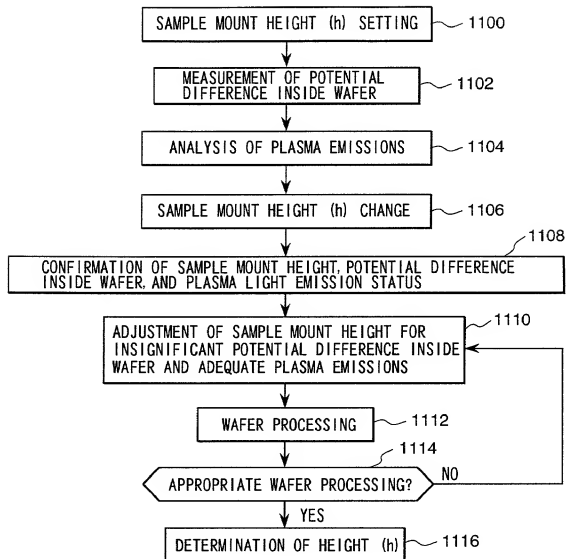 SAMPLE MOUNT HEIGHT (h) SETTING
1100
MEASUREMENT OF POTENTIAL
DIFFERENCE INSIDE WAFER
1102
ANALYSIS OF PLASMA EMISSIONS
1104
SAMPLE MOUNT HEIGHT (h) CHANGE
1106
1108
CONFIRMATION OF SAMPLE MOUNT HEIGHT, POTENTIAL DIFFERENCE
INSIDE WAFER, AND PLASMA LIGHT EMISSION STATUS
1110
ADJUSTMENT OF SAMPLE MOUNT HEIGHT FOR
INSIGNIFICANT POTENTIAL DIFFERENCE INSIDE
WAFER AND ADEQUATE PLASMA EMISSIONS
WAFER PROCESSING
1112
1114
APPROPRIATE WAFER PROCESSING?
NO
YES
DETERMINATION OF HEIGHT (h)
1116